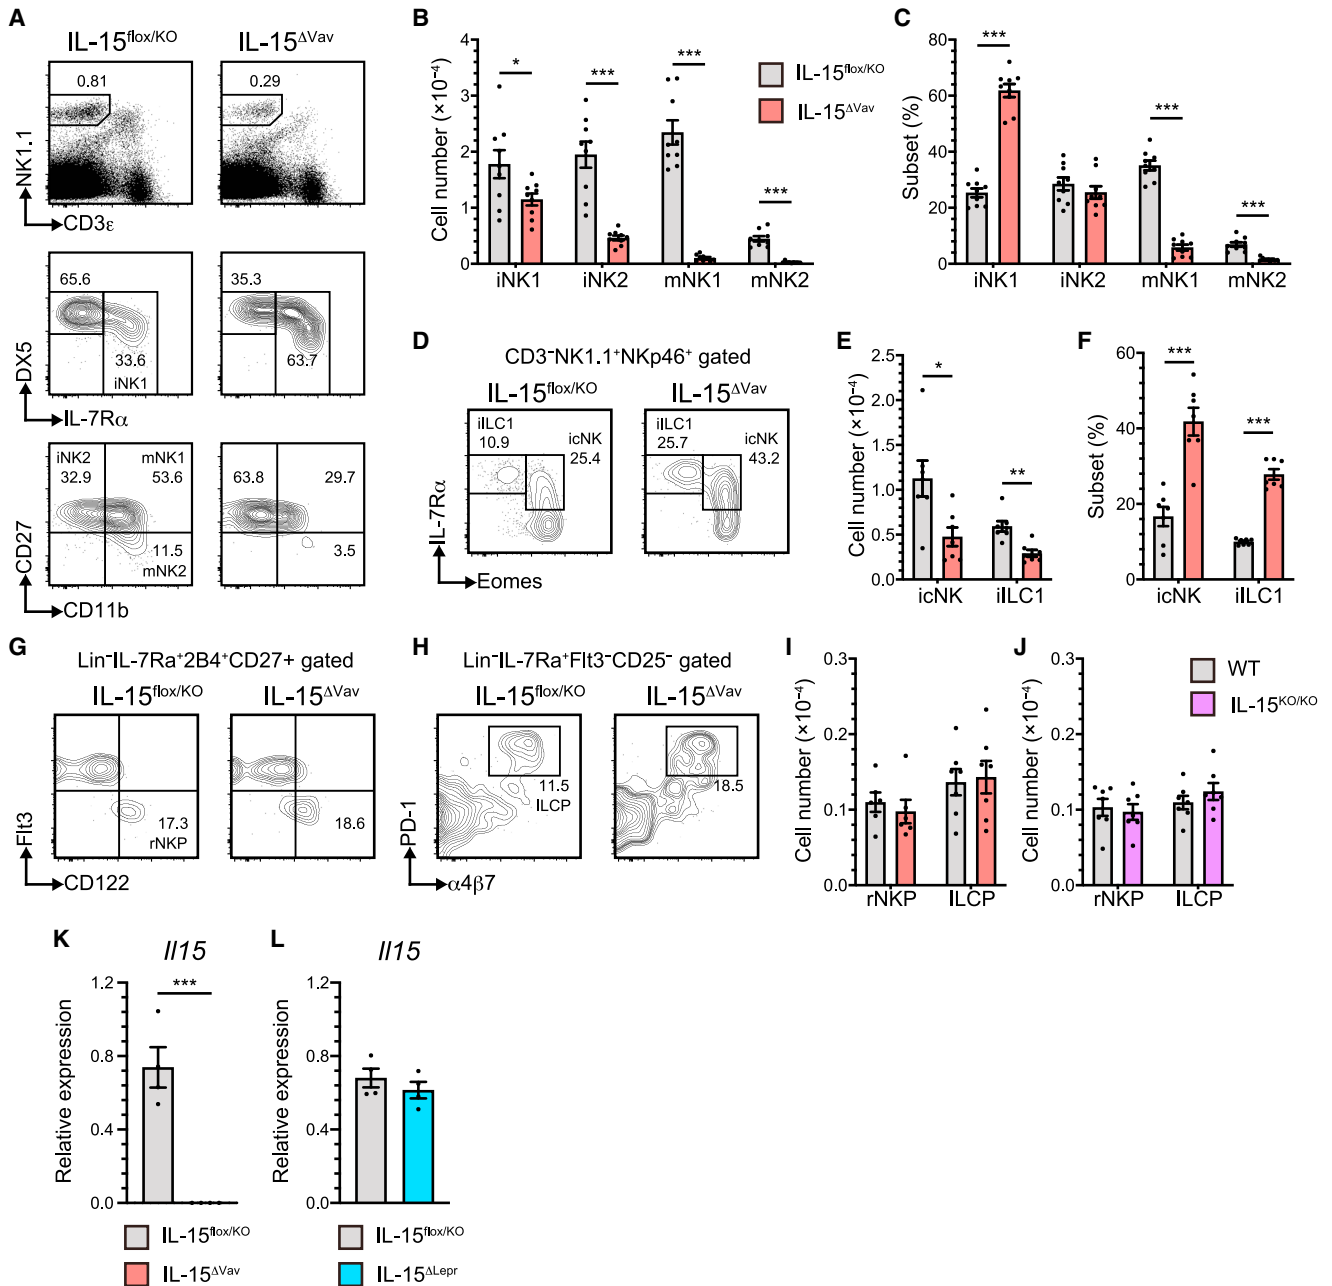 A
IL-15flox/KO IL-15ΔVav
0.81 0.29
NK1.1
CD3ε
65.6 35.3
33.6 63.7
iNK1
DX5
IL-7Rα
iNK2 mNK1
32.9 53.6 63.8 29.7
11.5 3.5
mNK2
CD27
CD11b
B
Cell number (×10⁻⁴)
4
3
2
1
0
* *** *** ***
iNK1 iNK2 mNK1 mNK2
IL-15flox/KO
IL-15ΔVav
C
Subset (%)
80
60
40
20
0
*** *** ***
iNK1 iNK2 mNK1 mNK2
D
CD3⁻NK1.1⁺NKp46⁺ gated
IL-15flox/KO IL-15ΔVav
iILC1 iILC1
10.9 icNK 25.7 icNK
25.4 43.2
IL-7Rα
Eomes
E
Cell number (×10⁻⁴)
2.5
2.0
1.5
1.0
0.5
0.0
* **
icNK iILC1
F
Subset (%)
60
40
20
0
*** ***
icNK iILC1
G
Lin⁻IL-7Ra⁺2B4⁺CD27+ gated
IL-15flox/KO IL-15ΔVav
17.3 18.6
rNKP
Flt3
CD122
H
Lin⁻IL-7Ra⁺Flt3⁻CD25⁻ gated
IL-15flox/KO IL-15ΔVav
11.5 18.5
ILCP
PD-1
α4β7
I
Cell number (×10⁻⁴)
0.3
0.2
0.1
0.0
rNKP ILCP
J
Cell number (×10⁻⁴)
0.3
0.2
0.1
0.0
rNKP ILCP
WT
IL-15KO/KO
K
Il15
Relative expression
1.2
0.8
0.4
0.0
***
IL-15flox/KO
IL-15ΔVav
L
Il15
Relative expression
1.2
0.8
0.4
0.0
IL-15flox/KO
IL-15ΔLepr